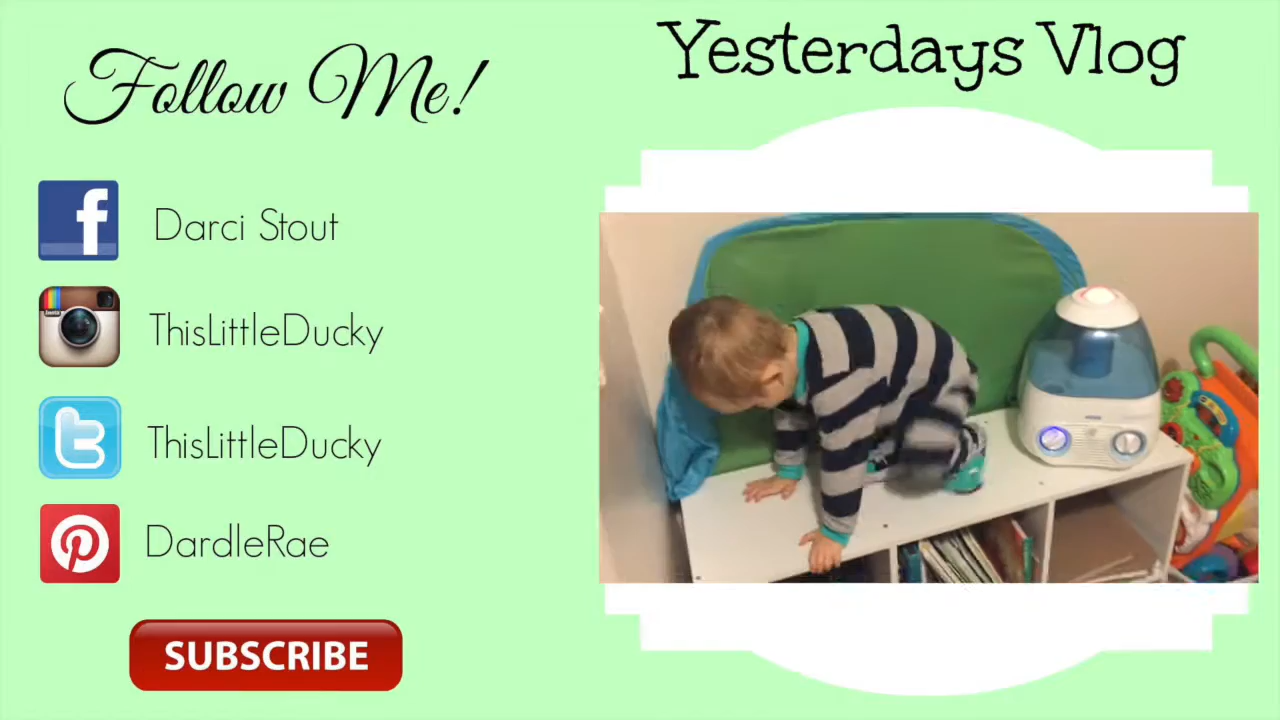 Follow Me!
Yesterdays Vlog
Darci Stout
ThisLittleDucky
ThisLittleDucky
DardleRae
SUBSCRIBE